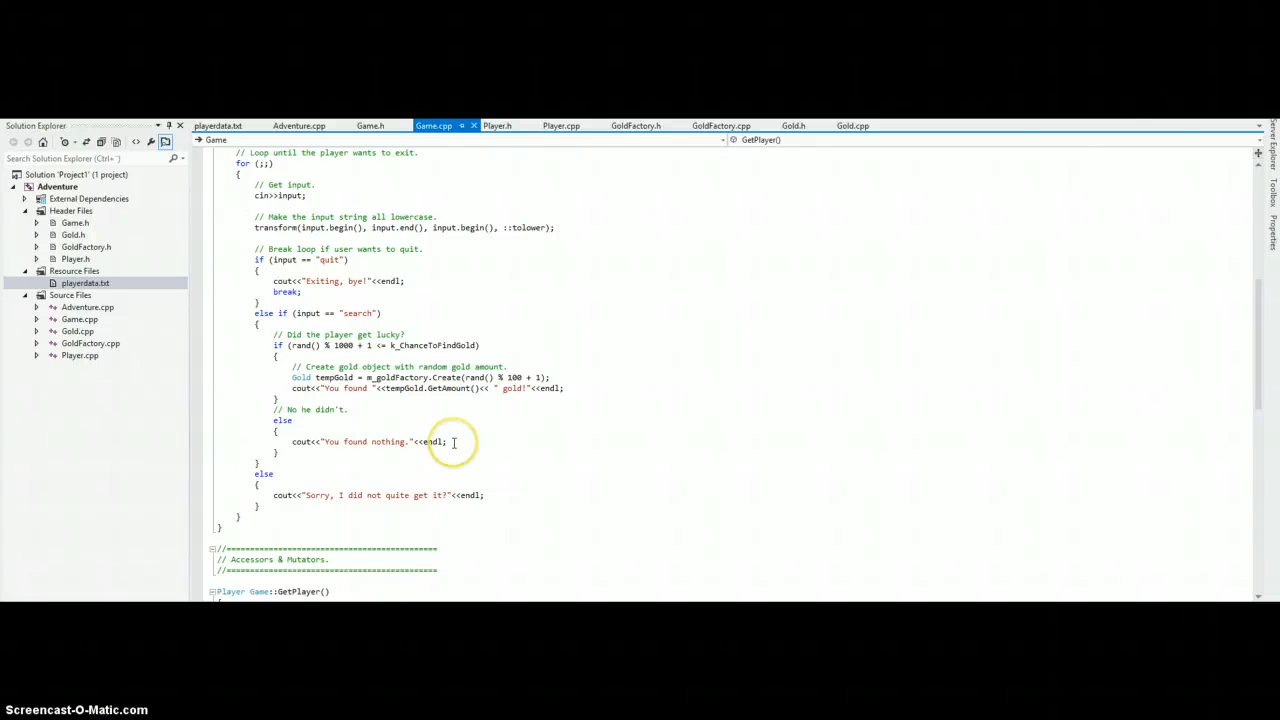 Solution Explorer
playerdata.txt Adventure.cpp Game.h Game.cpp Player.h Player.cpp GoldFactory.h GoldFactory.cpp Gold.h Gold.cpp
Game GetPlayer()
Search Solution Explorer (Ctrl+
Solution 'Project1' (1 project)
Adventure
External Dependencies
Header Files
Game.h
Gold.h
GoldFactory.h
Player.h
Resource Files
playerdata.txt
Source Files
Adventure.cpp
Game.cpp
Gold.cpp
GoldFactory.cpp
Player.cpp
// Loop until the player wants to exit.
for (;;)
{
// Get input.
cin>>input;
// Make the input string all lowercase.
transform(input.begin(), input.end(), input.begin(), ::tolower);
// Break loop if user wants to quit.
if (input == "quit")
{
cout<<"Exiting, bye!"<<endl;
break;
}
else if (input == "search")
{
// Did the player get lucky?
if (rand() % 1000 + 1 <= k_ChanceToFindGold)
{
// Create gold object with random gold amount.
Gold tempGold = m_goldFactory.Create(rand() % 100 + 1);
cout<<"You found "<<tempGold.GetAmount()<< " gold!"<<endl;
}
// No he didn't.
else
{
cout<<"You found nothing."<<endl;
}
}
else
{
cout<<"Sorry, I did not quite get it?"<<endl;
}
}
}
//=============================================
// Accessors & Mutators.
//=============================================
Player Game::GetPlayer()
Server Explorer
Toolbox
Properties
Screencast-O-Matic.com